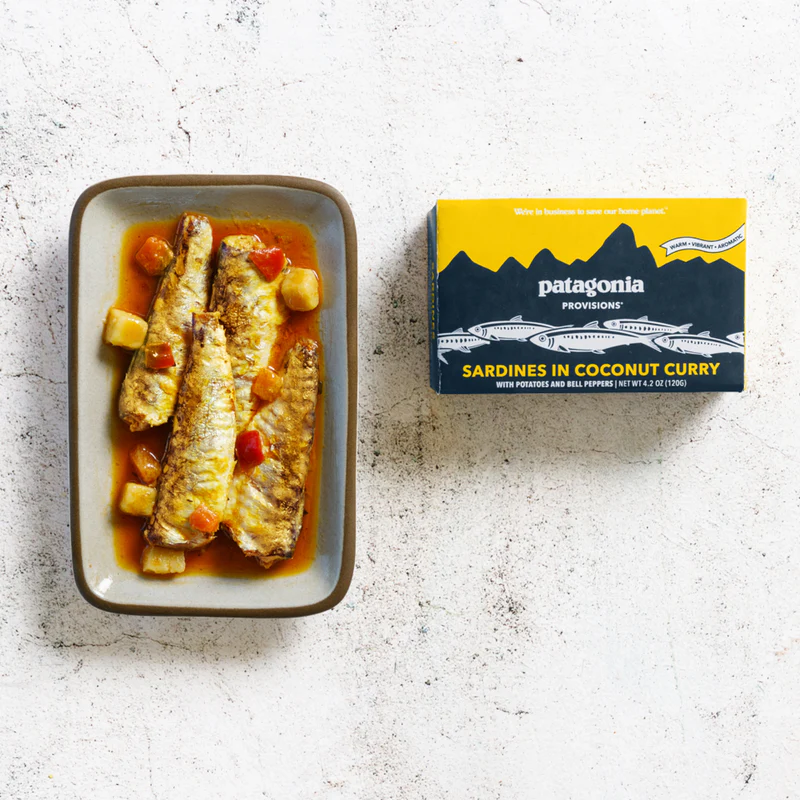 We're in business to save our home planet.™
WARM • VIBRANT • AROMATIC
patagonia
PROVISIONS®
SARDINES IN COCONUT CURRY
WITH POTATOES AND BELL PEPPERS | NET WT 4.2 OZ (120G)